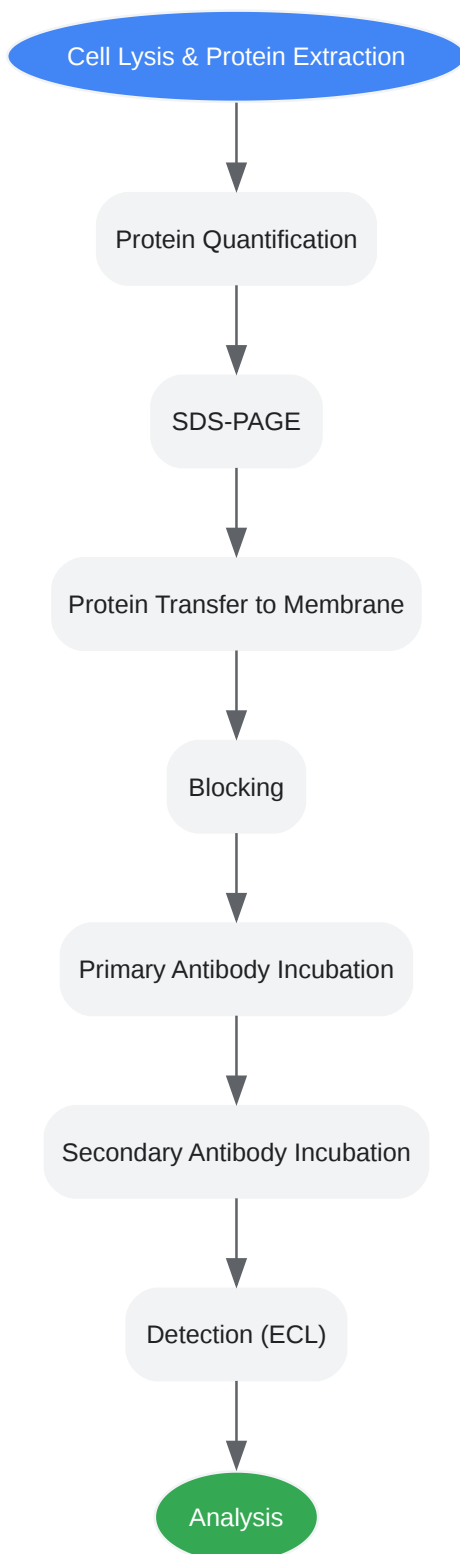 Cell Lysis & Protein Extraction
Protein Quantification
SDS-PAGE
Protein Transfer to Membrane
Blocking
Primary Antibody Incubation
Secondary Antibody Incubation
Detection (ECL)
Analysis